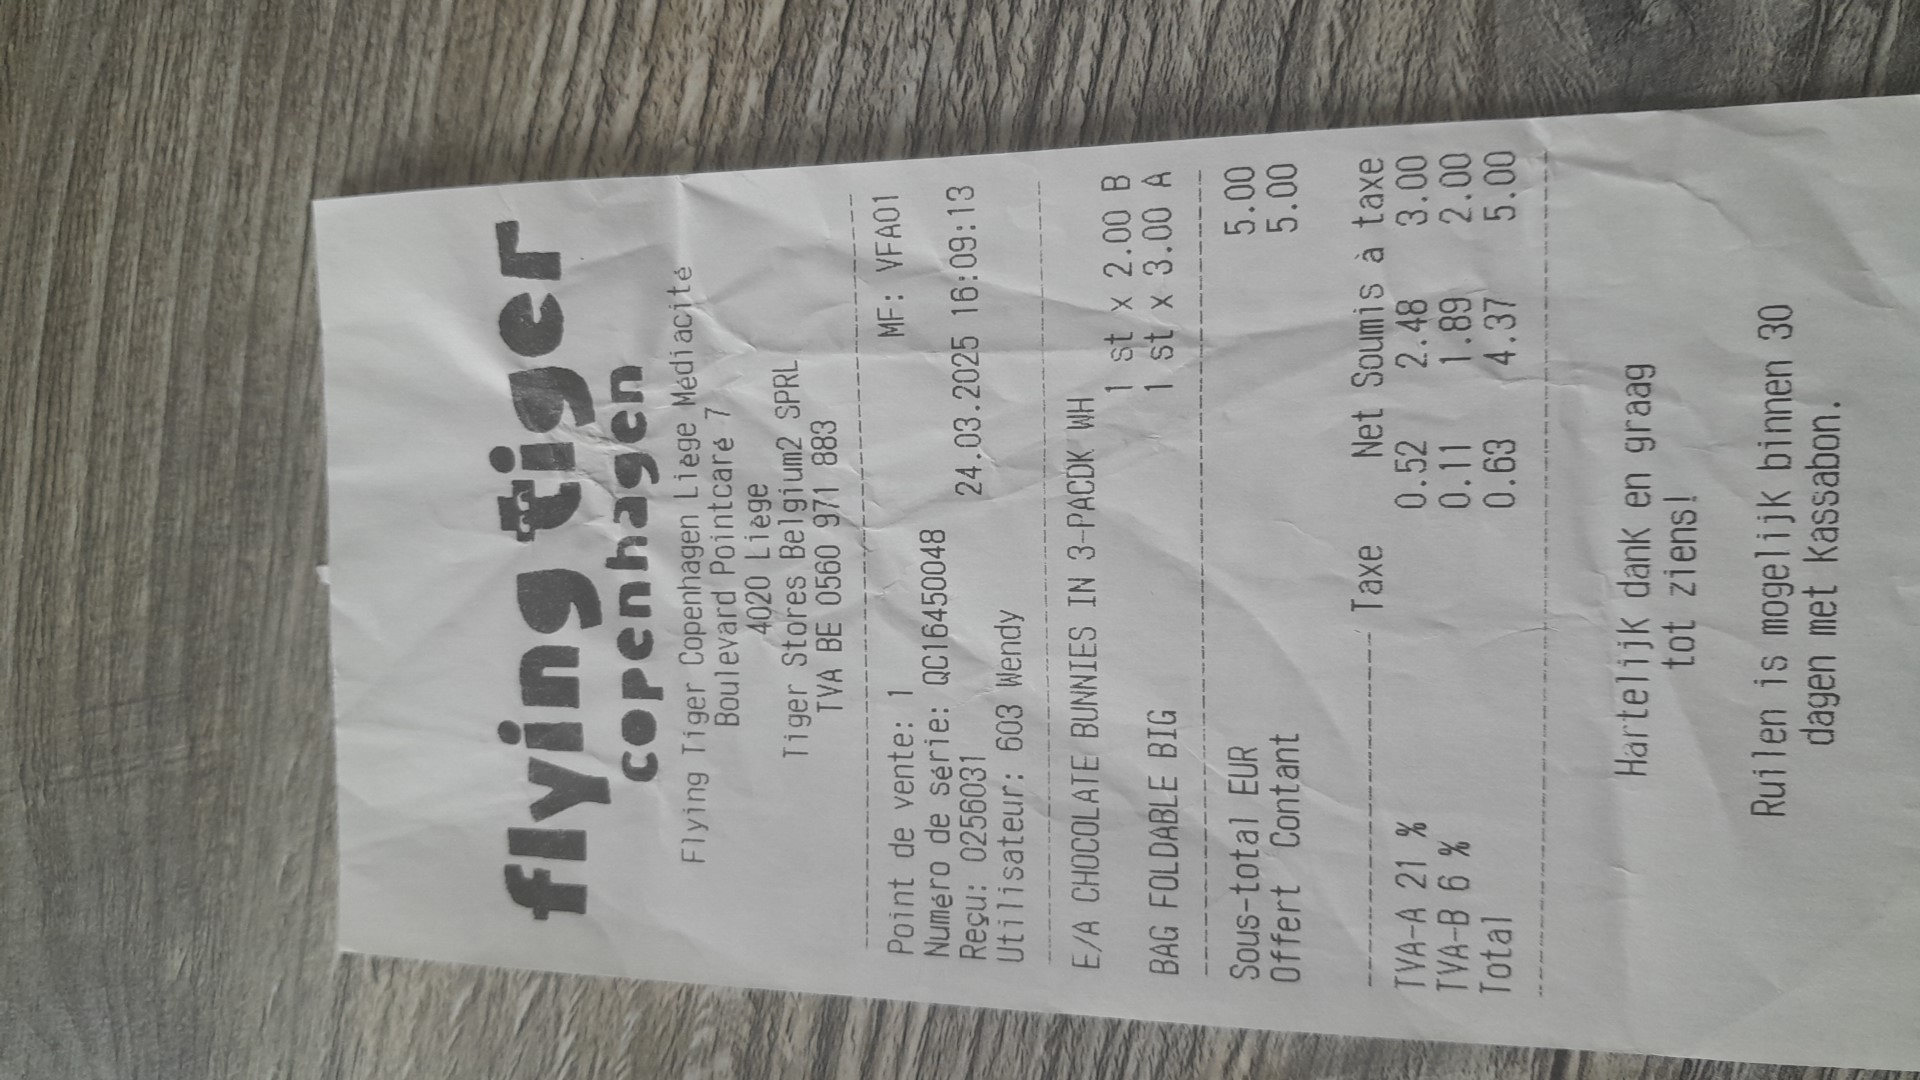 flying tiger
copenhagen
Flying Tiger Copenhagen Liège Médiacité
Boulevard Pointcaré 7
4020 Liège
Tiger Stores Belgium2 SPRL
TVA BE 0560 971 883
Point de vente: 1 MF: VFA01
Numéro de série: QC16450048
Reçu: 0256031 24.03.2025 16:09:13
Utilisateur: 603 Wendy
E/A CHOCOLATE BUNNIES IN 3-PACDK WH
1 st x 2.00 B
BAG FOLDABLE BIG 1 st x 3.00 A
Sous-total EUR 5.00
Offert Contant 5.00
Taxe Net Soumis à taxe
TVA-A 21 % 0.52 2.48 3.00
TVA-B 6 % 0.11 1.89 2.00
Total 0.63 4.37 5.00
Hartelijk dank en graag
tot ziens!
Ruilen is mogelijk binnen 30
dagen met kassabon.